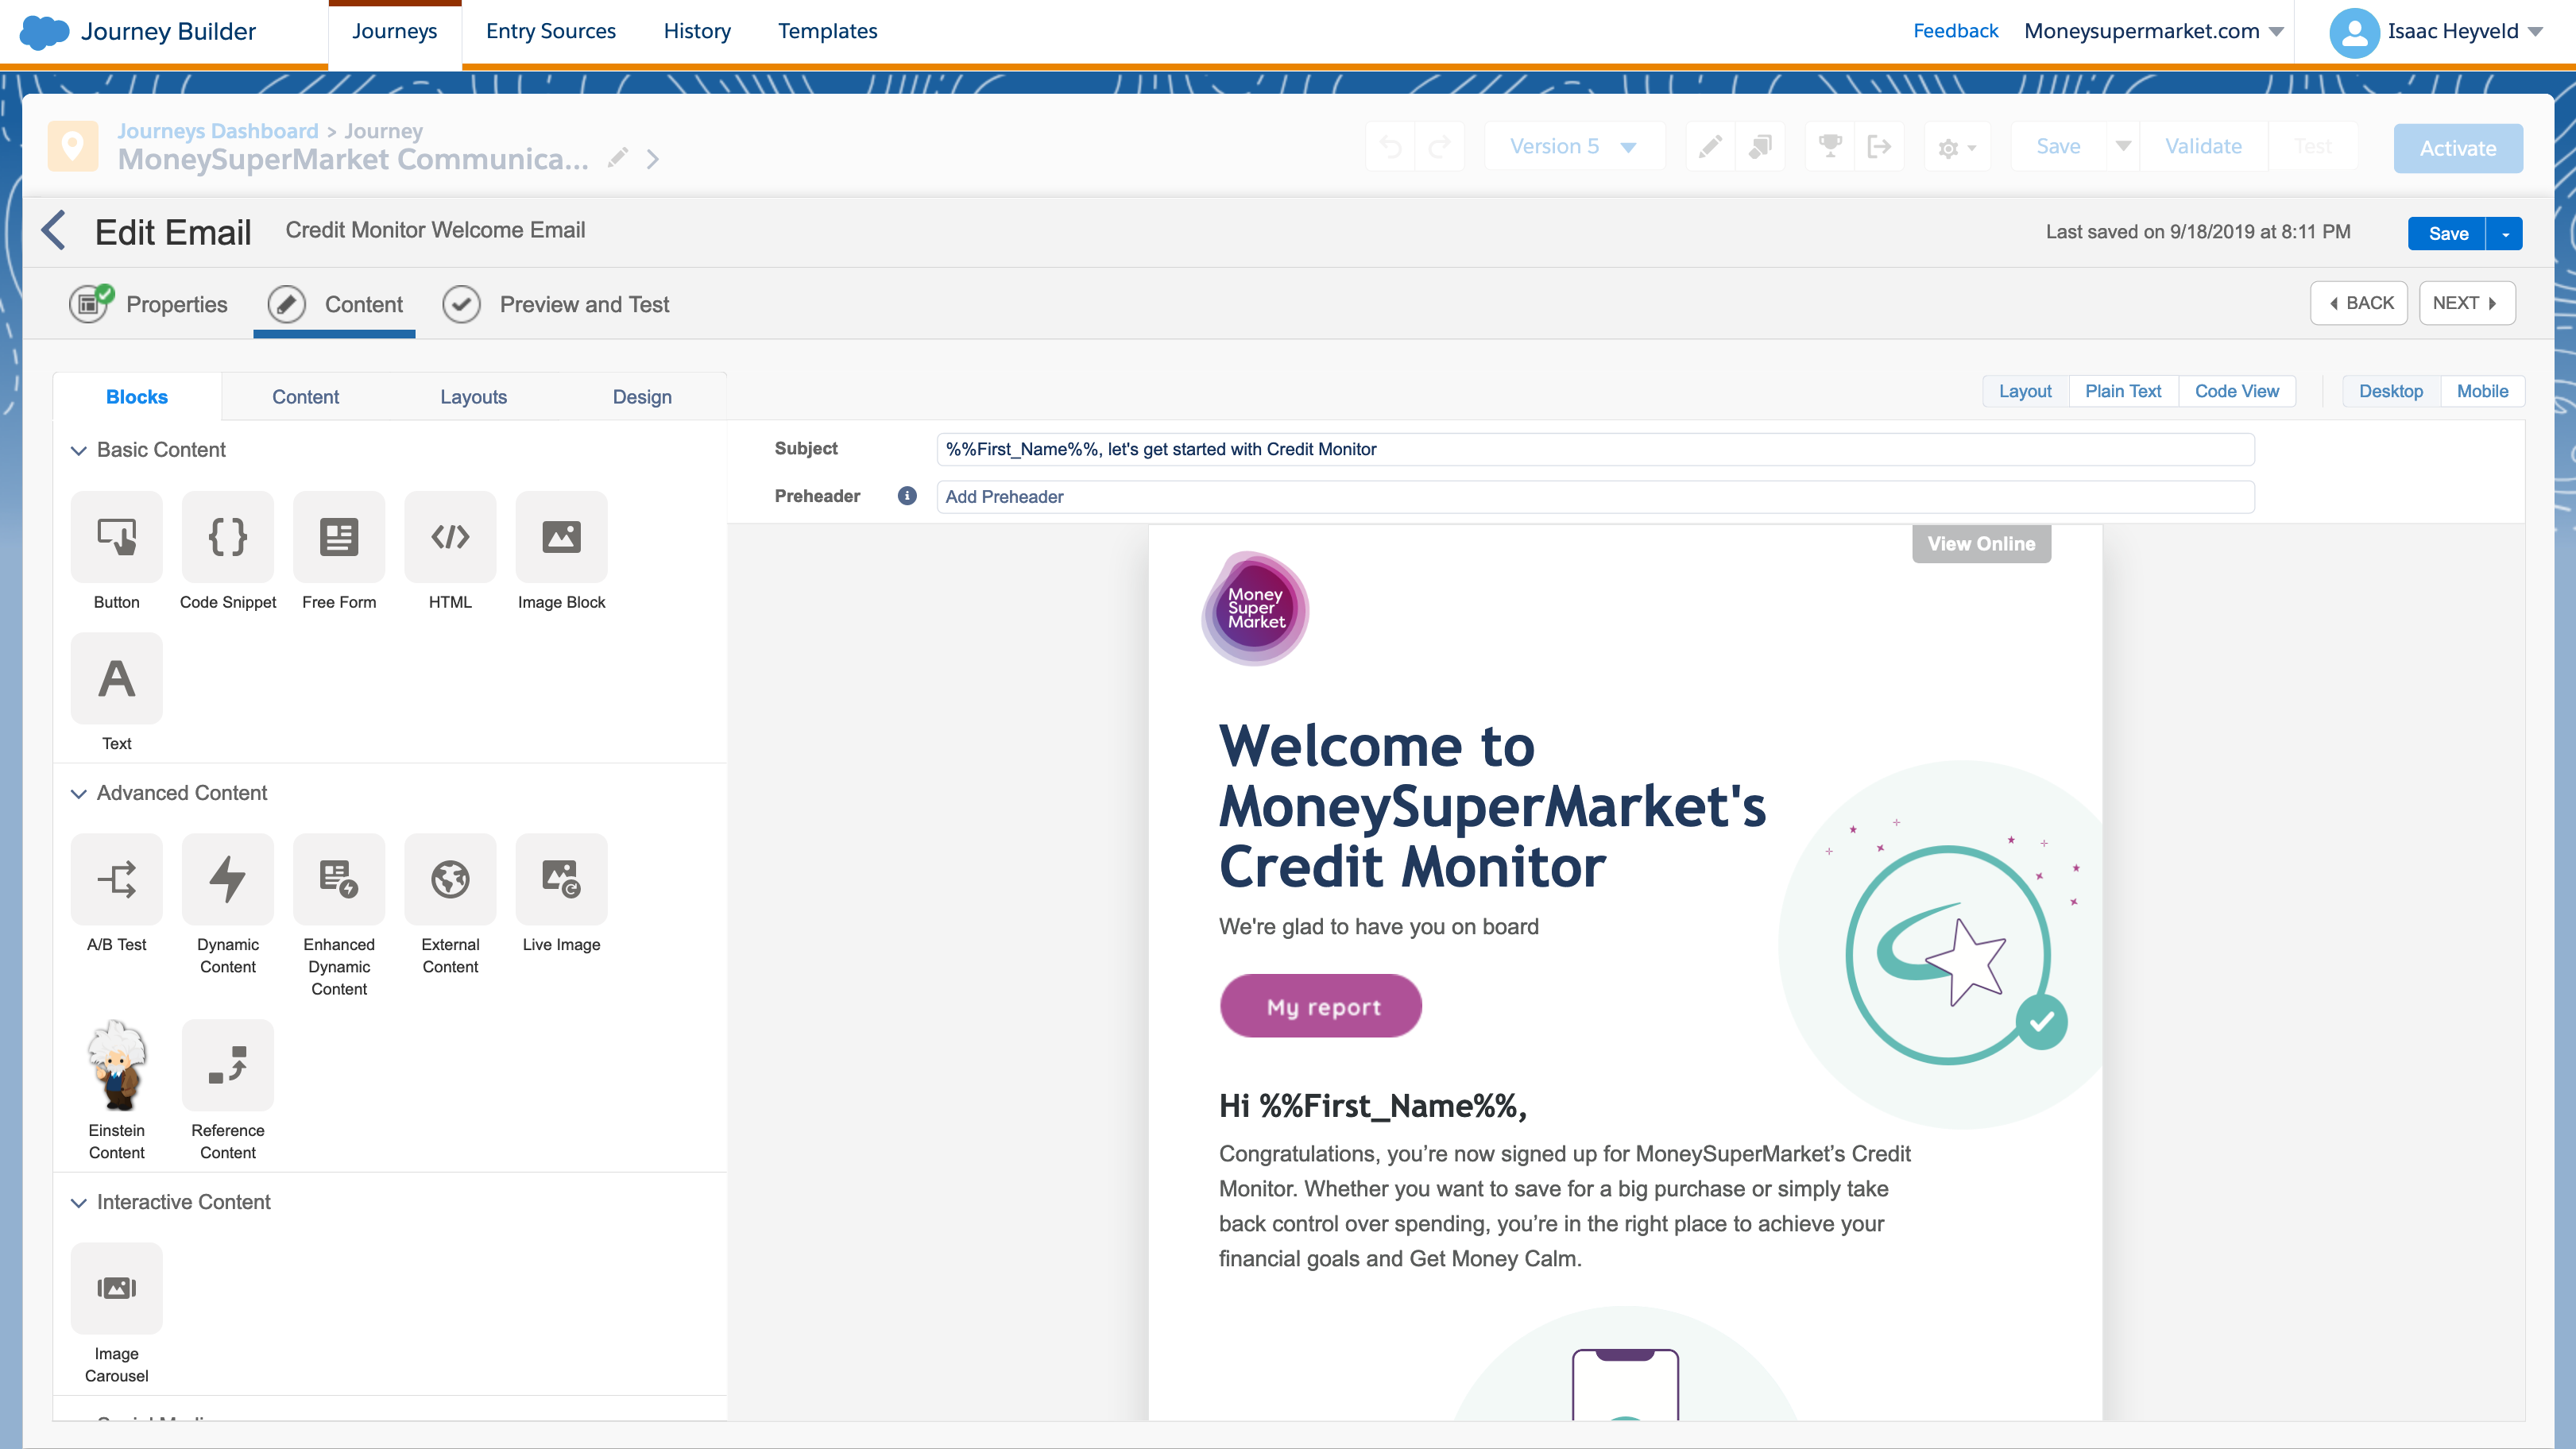 Journey Builder
Journeys
Entry Sources
History
Templates
Feedback
Moneysupermarket.com
Isaac Heyveld
Journeys Dashboard > Journey
MoneySuperMarket Communica...
Version 5
Save
Validate
Test
Activate
Edit Email
Credit Monitor Welcome Email
Last saved on 9/18/2019 at 8:11 PM
Save
Properties
Content
Preview and Test
BACK
NEXT
Blocks
Content
Layouts
Design
Layout
Plain Text
Code View
Desktop
Mobile
Basic Content
Button
Code Snippet
Free Form
HTML
Image Block
Text
Advanced Content
A/B Test
Dynamic
Content
Enhanced
Dynamic
Content
External
Content
Live Image
Einstein
Content
Reference
Content
Interactive Content
Image
Carousel
Subject
%%First_Name%%, let's get started with Credit Monitor
Preheader
Add Preheader
View Online
Money
Super
Market
Welcome to
MoneySuperMarket's
Credit Monitor
We're glad to have you on board
My report
Hi %%First_Name%%,
Congratulations, you’re now signed up for MoneySuperMarket’s Credit
Monitor. Whether you want to save for a big purchase or simply take
back control over spending, you’re in the right place to achieve your
financial goals and Get Money Calm.